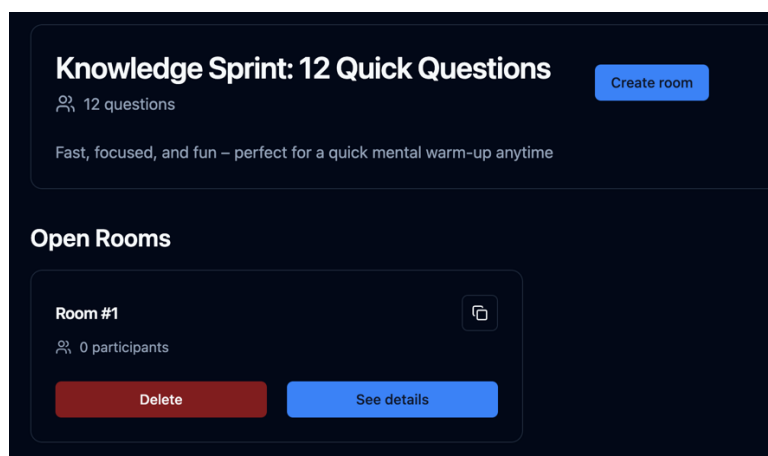 Knowledge Sprint: 12 Quick Questions
Create room
12 questions
Fast, focused, and fun – perfect for a quick mental warm-up anytime
Open Rooms
Room #1
0 participants
Delete
See details